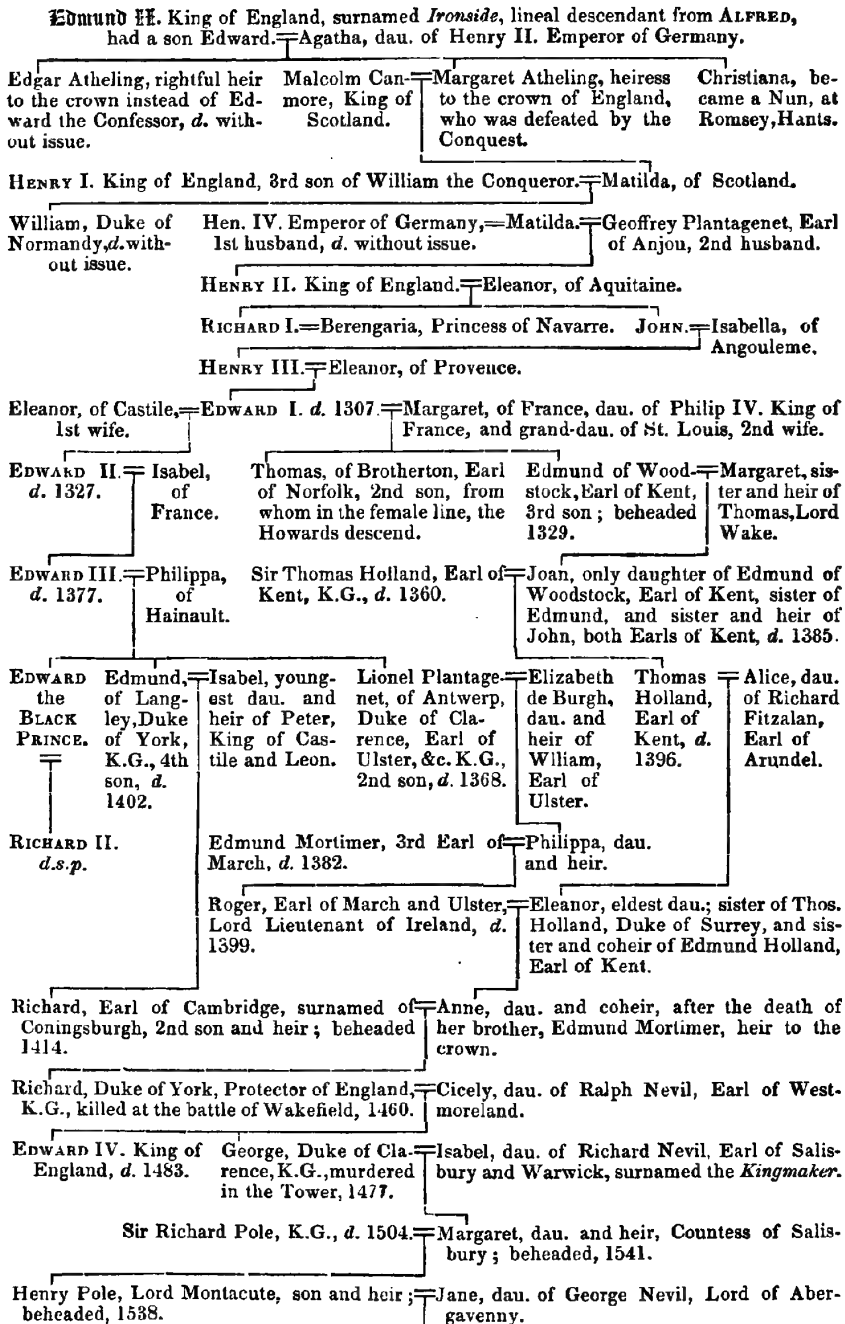 Edmund II. King of England, surnamed Ironside, lineal descendant from ALFRED,
had a son Edward.=Agatha, dau. of Henry II. Emperor of Germany.
Edgar Atheling, rightful heir
to the crown instead of Ed-
ward the Confessor, d. with-
out issue.
Malcolm Can-
more, King of
Scotland.
=Margaret Atheling, heiress
to the crown of England,
who was defeated by the
Conquest.
Christiana, be-
came a Nun, at
Romsey, Hants.
HENRY I. King of England, 3rd son of William the Conqueror.=Matilda, of Scotland.
William, Duke of
Normandy, d. with-
out issue.
Hen. IV. Emperor of Germany,=Matilda.=Geoffrey Plantagenet, Earl
1st husband, d. without issue.
of Anjou, 2nd husband.
HENRY II. King of England.=Eleanor, of Aquitaine.
RICHARD I.=Berengaria, Princess of Navarre.
JOHN.=Isabella, of
Angouleme.
HENRY III.=Eleanor, of Provence.
Eleanor, of Castile,=EDWARD I. d. 1307.=Margaret, of France, dau. of Philip IV. King of
1st wife.
France, and grand-dau. of St. Louis, 2nd wife.
EDWARD II.
d. 1327.
=Isabel,
of
France.
Thomas, of Brotherton, Earl
of Norfolk, 2nd son, from
whom in the female line, the
Howards descend.
Edmund of Wood-
stock, Earl of Kent,
3rd son; beheaded
1329.
=Margaret, sis-
ter and heir of
Thomas, Lord
Wake.
EDWARD III.
d. 1377.
=Philippa,
of
Hainault.
Sir Thomas Holland, Earl of
Kent, K.G., d. 1360.
=Joan, only daughter of Edmund of
Woodstock, Earl of Kent, sister of
Edmund, and sister and heir of
John, both Earls of Kent, d. 1385.
EDWARD
the
BLACK
PRINCE.
=
Edmund,
of Lang-
ley, Duke
of York,
K.G., 4th
son, d.
1402.
=Isabel, young-
est dau. and
heir of Peter,
King of Cas-
tile and Leon.
Lionel Plantage-
net, of Antwerp,
Duke of Cla-
rence, Earl of
Ulster, &c. K.G.,
2nd son, d. 1368.
=Elizabeth
de Burgh,
dau. and
heir of
Wiliam,
Earl of
Ulster.
Thomas
Holland,
Earl of
Kent, d.
1396.
=Alice, dau.
of Richard
Fitzalan,
Earl of
Arundel.
RICHARD II.
d.s.p.
Edmund Mortimer, 3rd Earl of
March, d. 1382.
=Philippa, dau.
and heir.
Roger, Earl of March and Ulster,
Lord Lieutenant of Ireland, d.
1399.
=Eleanor, eldest dau.; sister of Thos.
Holland, Duke of Surrey, and sis-
ter and coheir of Edmund Holland,
Earl of Kent.
Richard, Earl of Cambridge, surnamed of
Coningsburgh, 2nd son and heir; beheaded
1414.
=Anne, dau. and coheir, after the death of
her brother, Edmund Mortimer, heir to the
crown.
Richard, Duke of York, Protector of England,
K.G., killed at the battle of Wakefield, 1460.
=Cicely, dau. of Ralph Nevil, Earl of West-
moreland.
EDWARD IV. King of
England, d. 1483.
George, Duke of Cla-
rence, K.G., murdered
in the Tower, 1477.
=Isabel, dau. of Richard Nevil, Earl of Salis-
bury and Warwick, surnamed the Kingmaker.
Sir Richard Pole, K.G., d. 1504.
=Margaret, dau. and heir, Countess of Salis-
bury; beheaded, 1541.
Henry Pole, Lord Montacute, son and heir;
beheaded, 1538.
=Jane, dau. of George Nevil, Lord of Aber-
gavenny.